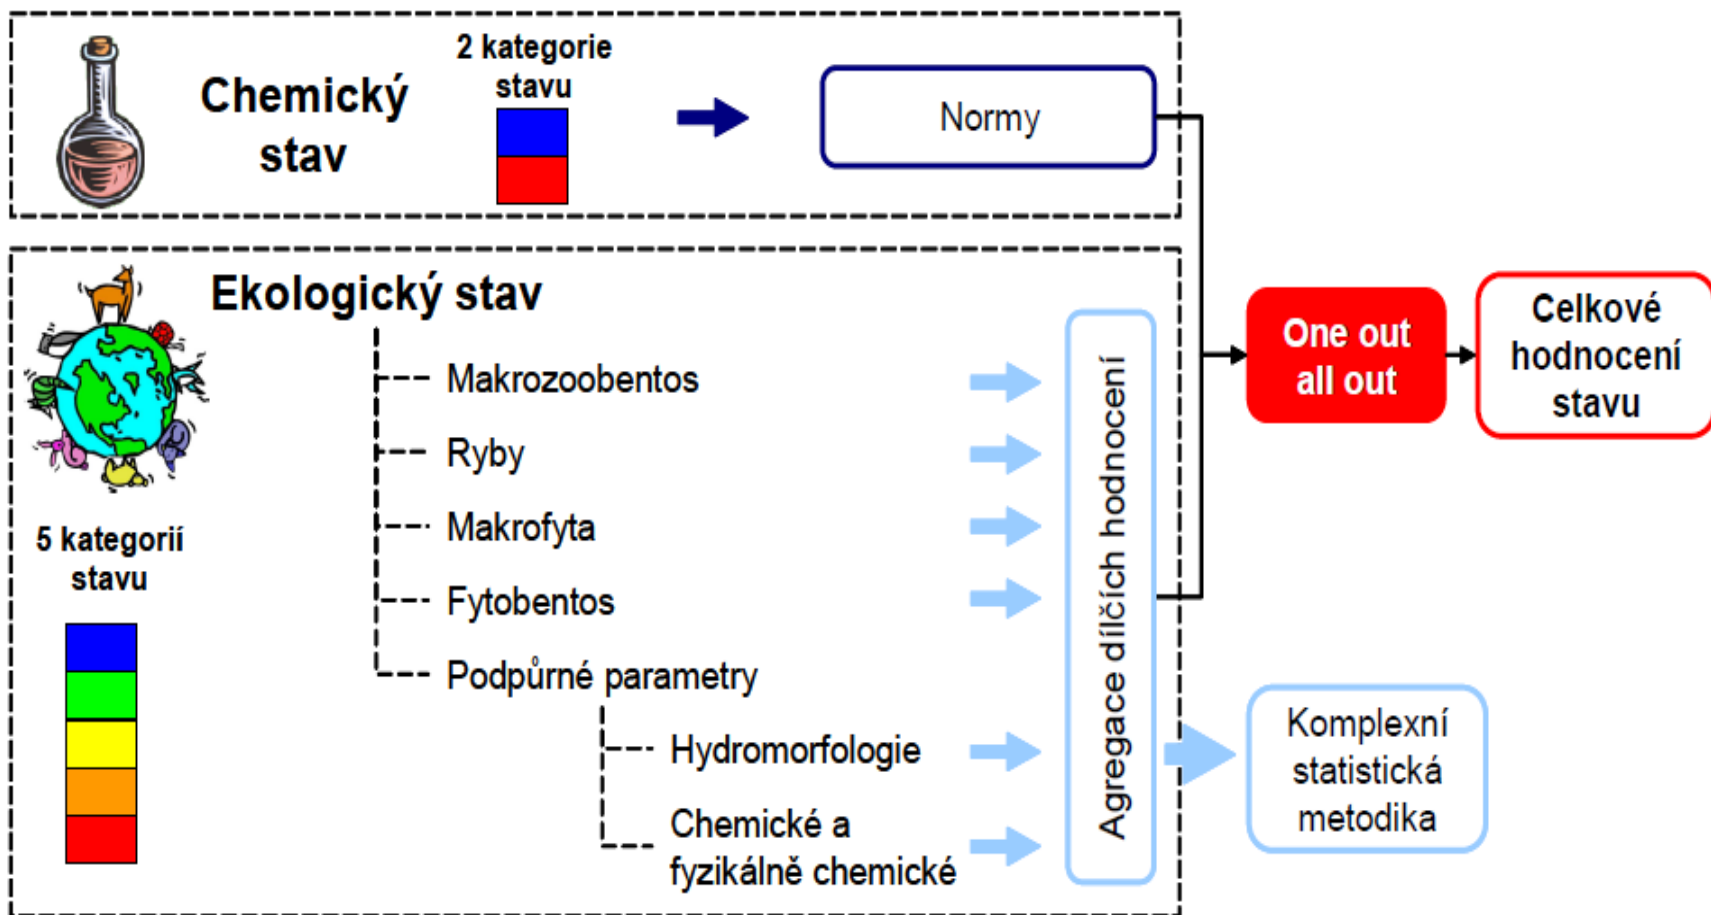 2 kategorie
stavu
Chemický
stav
Normy
Ekologický stav
Makrozoobentos
Ryby
Makrofyta
Fytobentos
Podpůrné parametry
Hydromorfologie
Chemické a
fyzikálně chemické
5 kategorií
stavu
Agregace dílčích hodnocení
One out
all out
Celkové
hodnocení
stavu
Komplexní
statistická
metodika